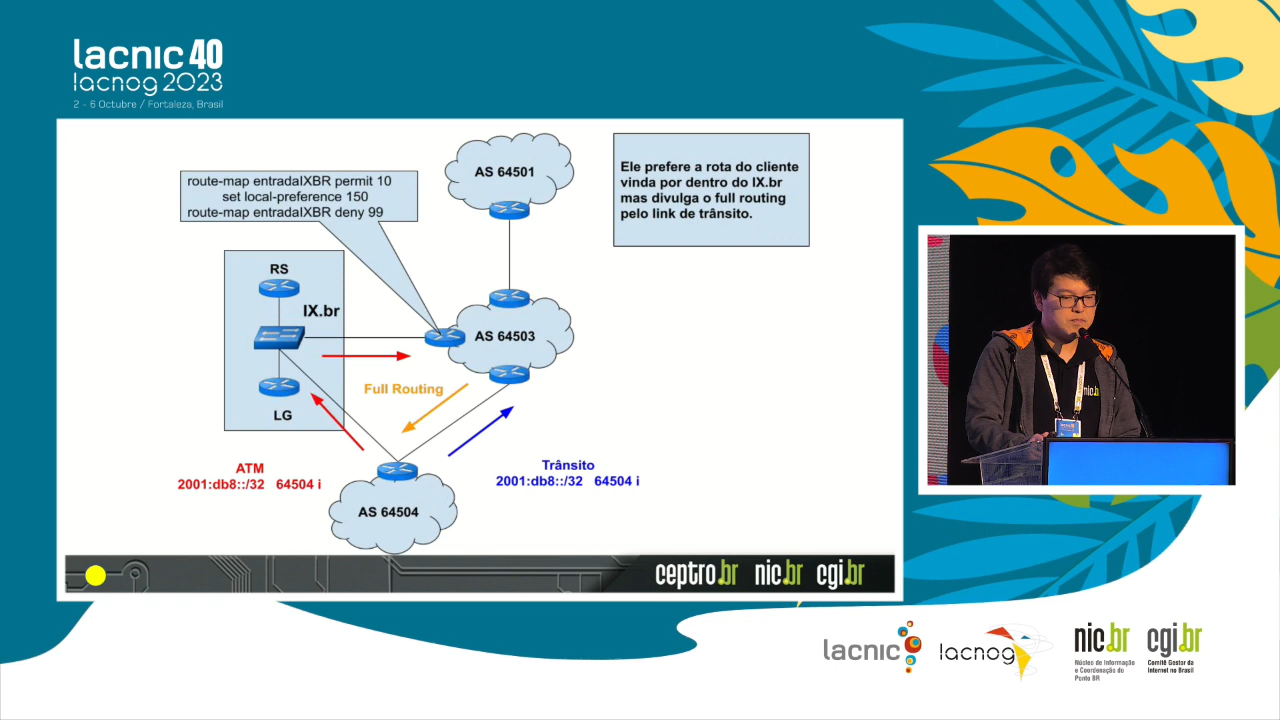 lacnic 40
lacnog 2023
2 - 6 Octubre / Fortaleza, Brasil
AS 64501
Ele prefere a rota do cliente
vinda por dentro do IX.br
mas divulga o full routing
pelo link de trânsito.
route-map entradaIXBR permit 10
set local-preference 150
route-map entradaIXBR deny 99
RS
IX.br
AS 64503
Full Routing
LG
ATM
2001:db8::/32 64504 i
Trânsito
2001:db8::/32 64504 i
AS 64504
ceptro.br nic.br cgi.br
nic.b
lacnic
lacnog
nic.br
Núcleo de Informação
e Coordenação do
Ponto BR
cgi.br
Comitê Gestor da
Internet no Brasil